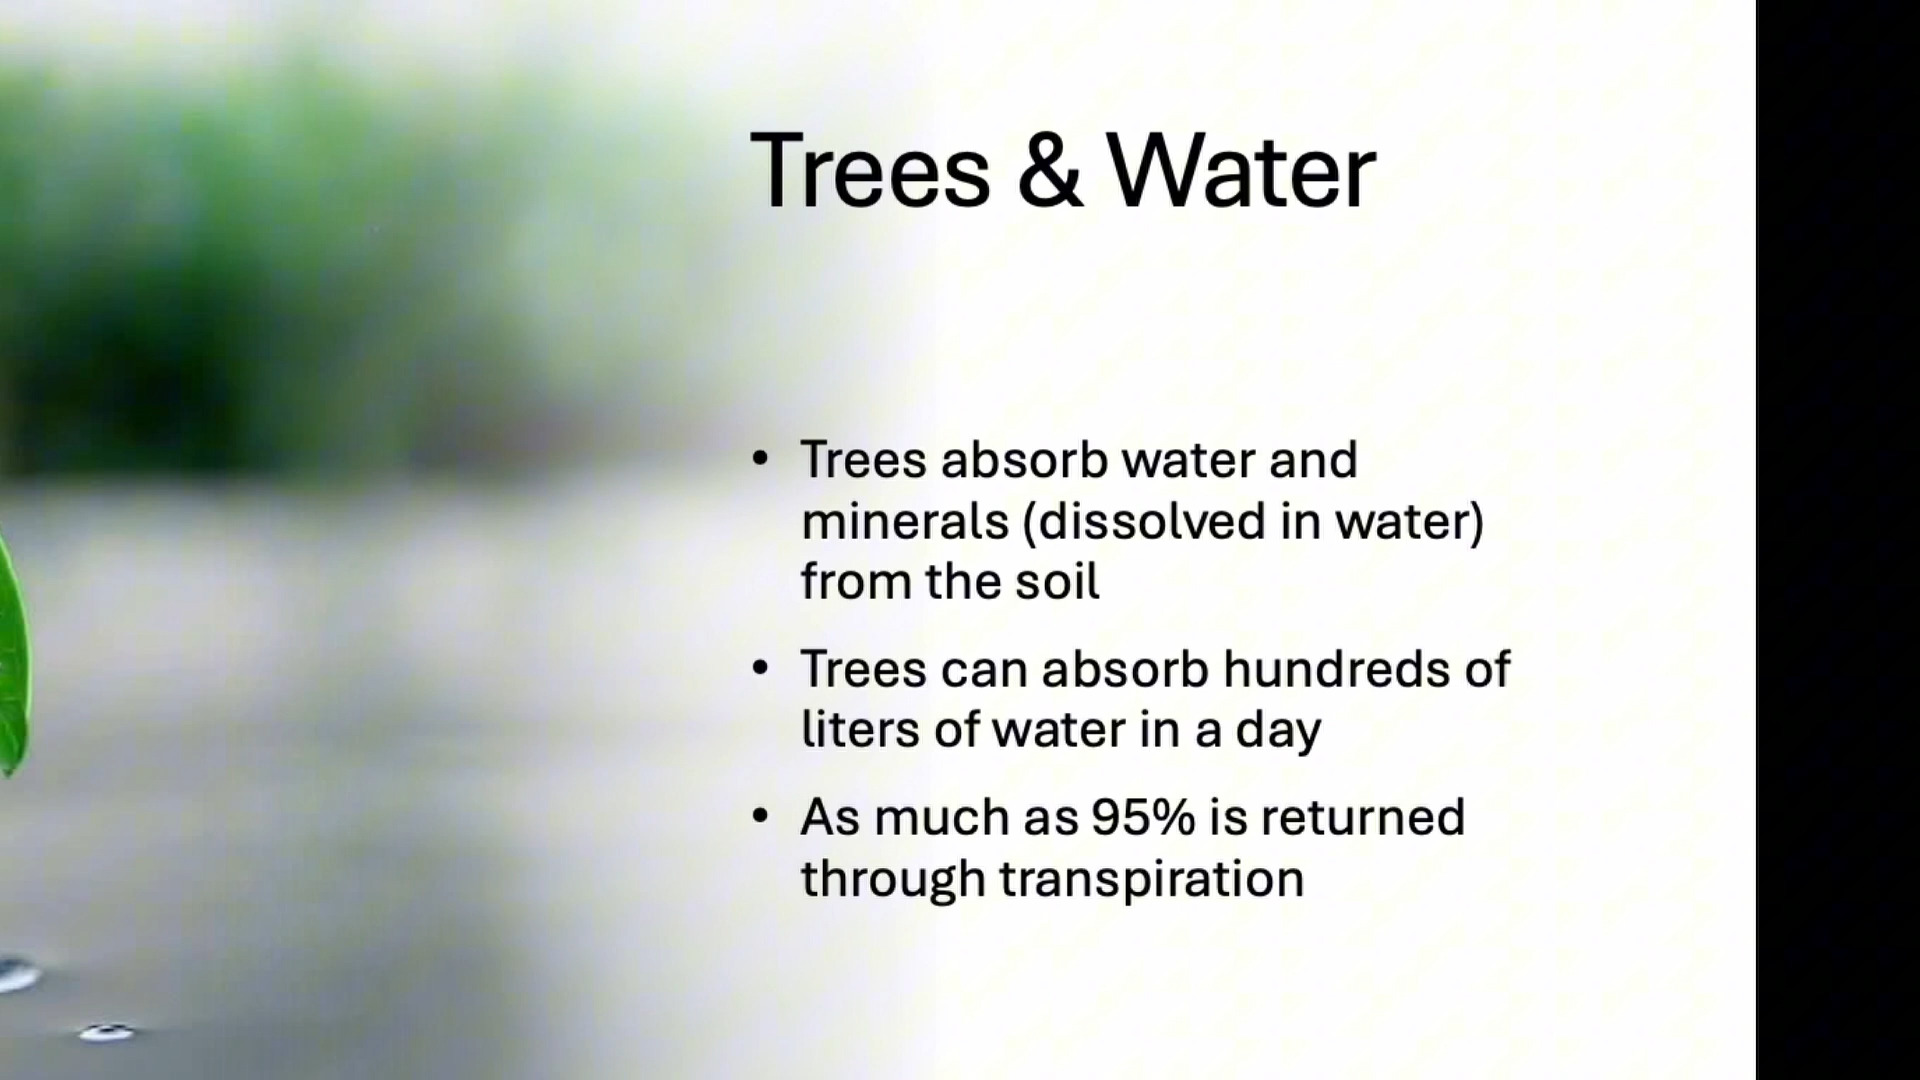 Trees & Water
• Trees absorb water and
minerals (dissolved in water)
from the soil
• Trees can absorb hundreds of
liters of water in a day
• As much as 95% is returned
through transpiration